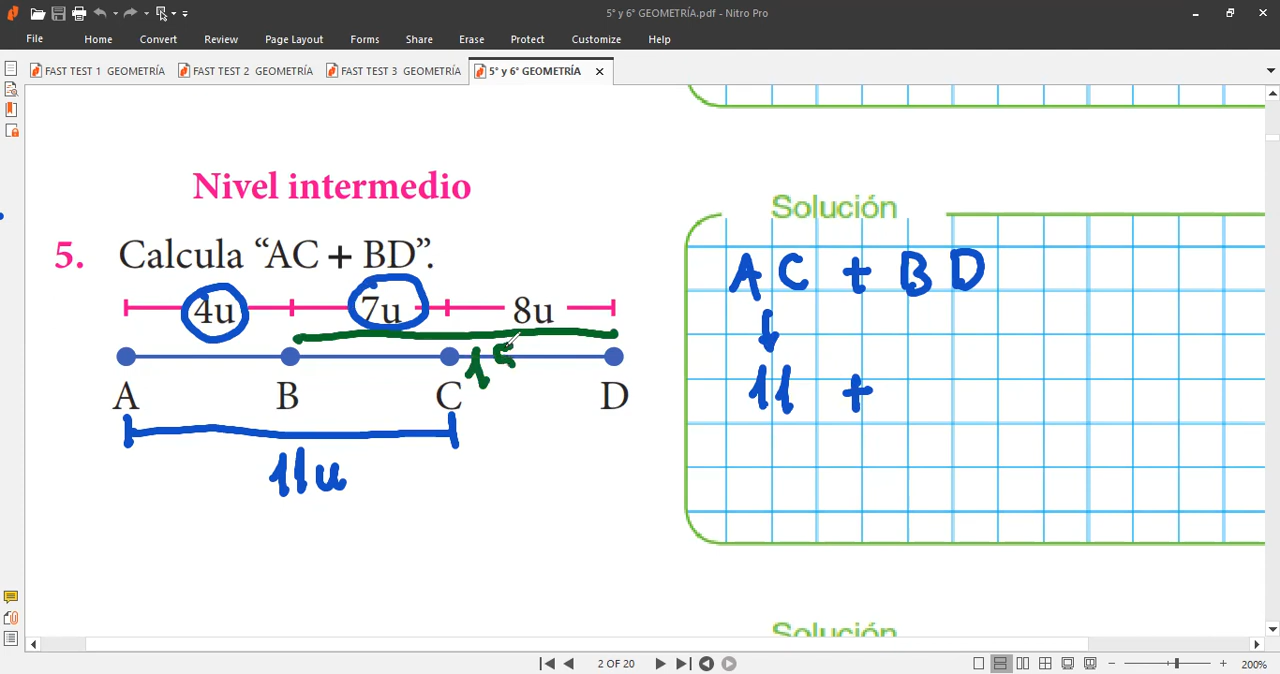 5° y 6° GEOMETRÍA.pdf - Nitro Pro
File Home Convert Review Page Layout Forms Share Erase Protect Customize Help
FAST TEST 1 GEOMETRÍA FAST TEST 2 GEOMETRÍA FAST TEST 3 GEOMETRÍA 5° y 6° GEOMETRÍA
Nivel intermedio
5. Calcula “AC + BD”.
4u 7u 8u
15
A B C D
11u
Solución
AC + BD
11 +
Solución
2 OF 20
200%